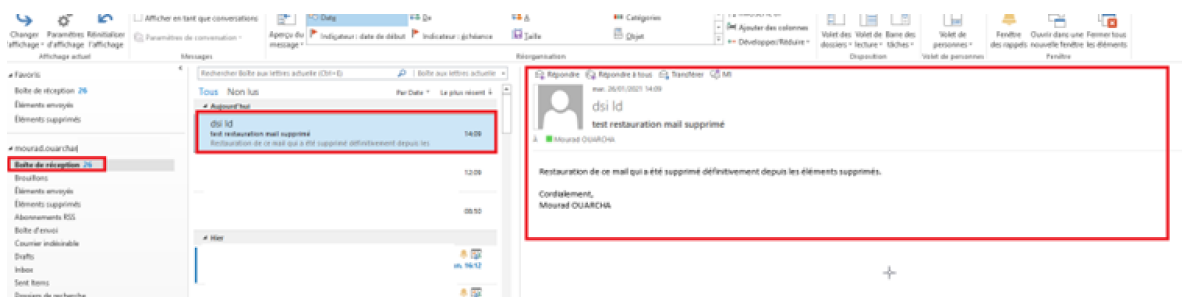 Afficher en tant que conversations
Date
De
À
Catégories
Changer l'affichage
Paramètres d'affichage
Réinitialiser l'affichage
Paramètres de conversation
Aperçu du message
Indicateur : date de début
Indicateur : échéance
Taille
Objet
Ajouter des colonnes
Développer/Réduire
Volet des dossiers
Volet de lecture
Barre des tâches
Volet de personnes
Fenêtre des rappels
Ouvrir dans une nouvelle fenêtre
Fermer tous les éléments
Affichage actuel
Messages
Réorganisation
Disposition
Volet de personnes
Fenêtre
Favoris
Boîte de réception 26
Éléments envoyés
Éléments supprimés
mourad.ouarcha
Boîte de réception 26
Brouillons
Éléments envoyés
Éléments supprimés
Abonnements RSS
Boîte d'envoi
Courrier indésirable
Drafts
Inbox
Sent Items
Dossiers de recherche
Rechercher Boîte aux lettres actuelle (Ctrl+E)
Boîte aux lettres actuelle
Tous Non lus
Par Date Le plus récent
Aujourd'hui
dsi ld
test restauration mail supprimé 14:09
Restauration de ce mail qui a été supprimé définitivement depuis les
12:09
Hier
16:12
Répondre Répondre à tous Transférer MI
mar. 26/01/2021 14:09
dsi ld
test restauration mail supprimé
À Mourad OUARCHA
Restauration de ce mail qui a été supprimé définitivement depuis les éléments supprimés.
Cordialement,
Mourad OUARCHA